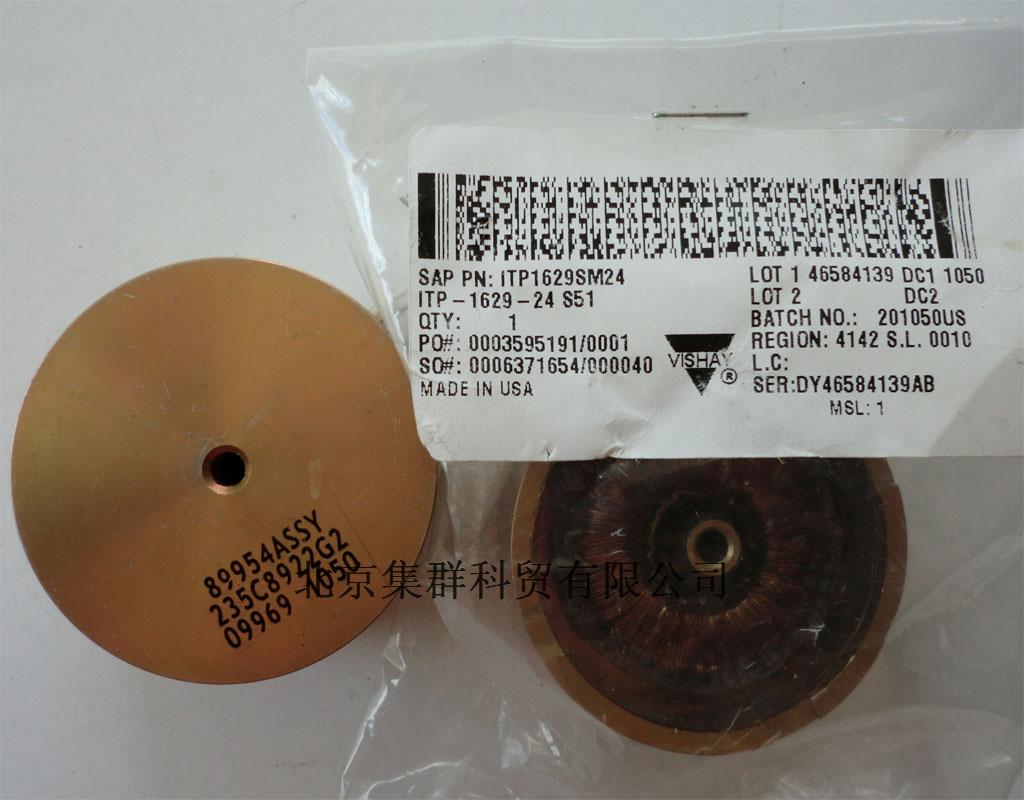 SAP PN: ITP1629SM24
ITP-1629-24 S51
QTY: 1
PO#: 0003595191/0001
SO#: 0006371654/000040
MADE IN USA
VISHAY
®
LOT 1 46584139 DC1 1050
LOT 2 DC2
BATCH NO.: 201050US
REGION: 4142 S.L. 0010
L.C:
SER:DY46584139AB
MSL: 1
89954ASSY
235C8922G2
09969 1050
北京集群科贸有限公司